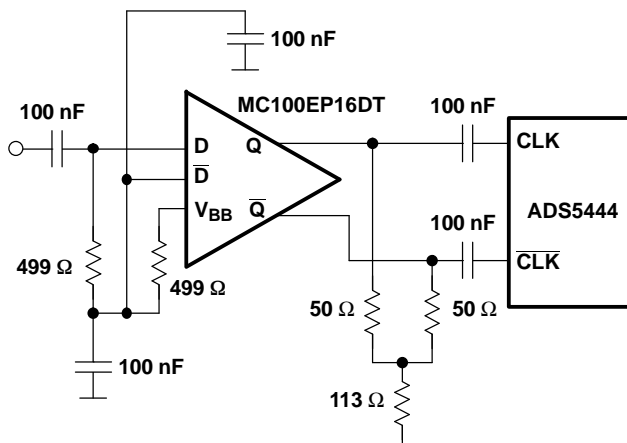 100 nF
MC100EP16DT
100 nF
100 nF
D
Q
CLK
D
VBB
Q
100 nF
ADS5444
CLK
499 Ω
499 Ω
50 Ω
50 Ω
100 nF
113 Ω